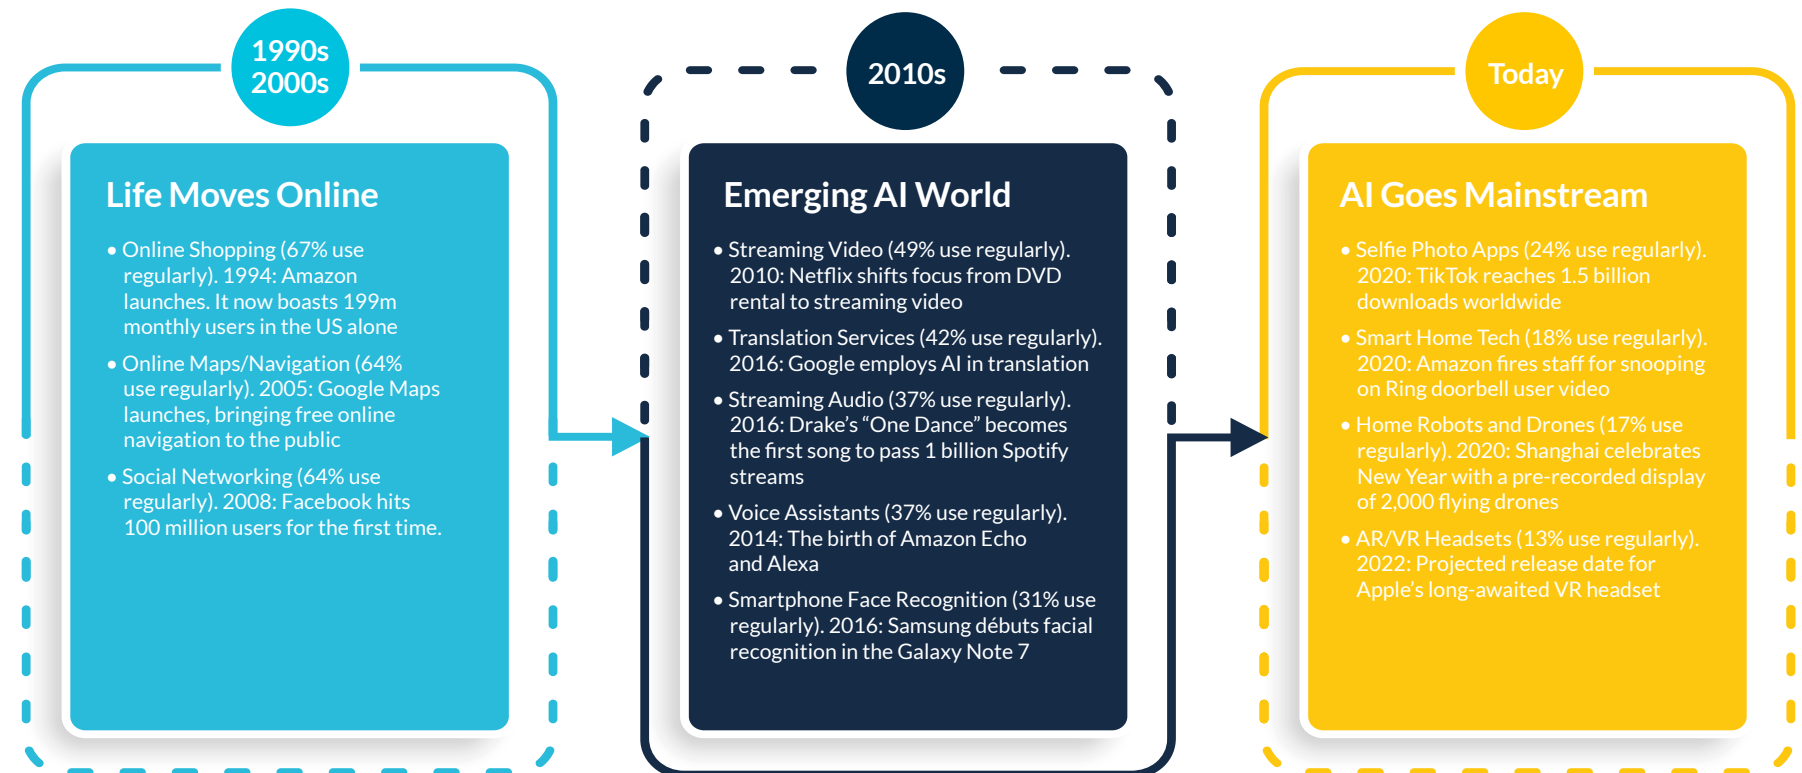 1990s
2000s
Life Moves Online
• Online Shopping (67% use
regularly). 1994: Amazon
launches. It now boasts 199m
monthly users in the US alone
• Online Maps/Navigation (64%
use regularly). 2005: Google Maps
launches, bringing free online
navigation to the public
• Social Networking (64% use
regularly). 2008: Facebook hits
100 million users for the first time.
2010s
Emerging AI World
• Streaming Video (49% use regularly).
2010: Netflix shifts focus from DVD
rental to streaming video
• Translation Services (42% use regularly).
2016: Google employs AI in translation
• Streaming Audio (37% use regularly).
2016: Drake’s “One Dance” becomes
the first song to pass 1 billion Spotify
streams
• Voice Assistants (37% use regularly).
2014: The birth of Amazon Echo
and Alexa
• Smartphone Face Recognition (31% use
regularly). 2016: Samsung débuts facial
recognition in the Galaxy Note 7
Today
AI Goes Mainstream
• Selfie Photo Apps (24% use regularly).
2020: TikTok reaches 1.5 billion
downloads worldwide
• Smart Home Tech (18% use regularly).
2020: Amazon fires staff for snooping
on Ring doorbell user video
• Home Robots and Drones (17% use
regularly). 2020: Shanghai celebrates
New Year with a pre-recorded display
of 2,000 flying drones
• AR/VR Headsets (13% use regularly).
2022: Projected release date for
Apple’s long-awaited VR headset